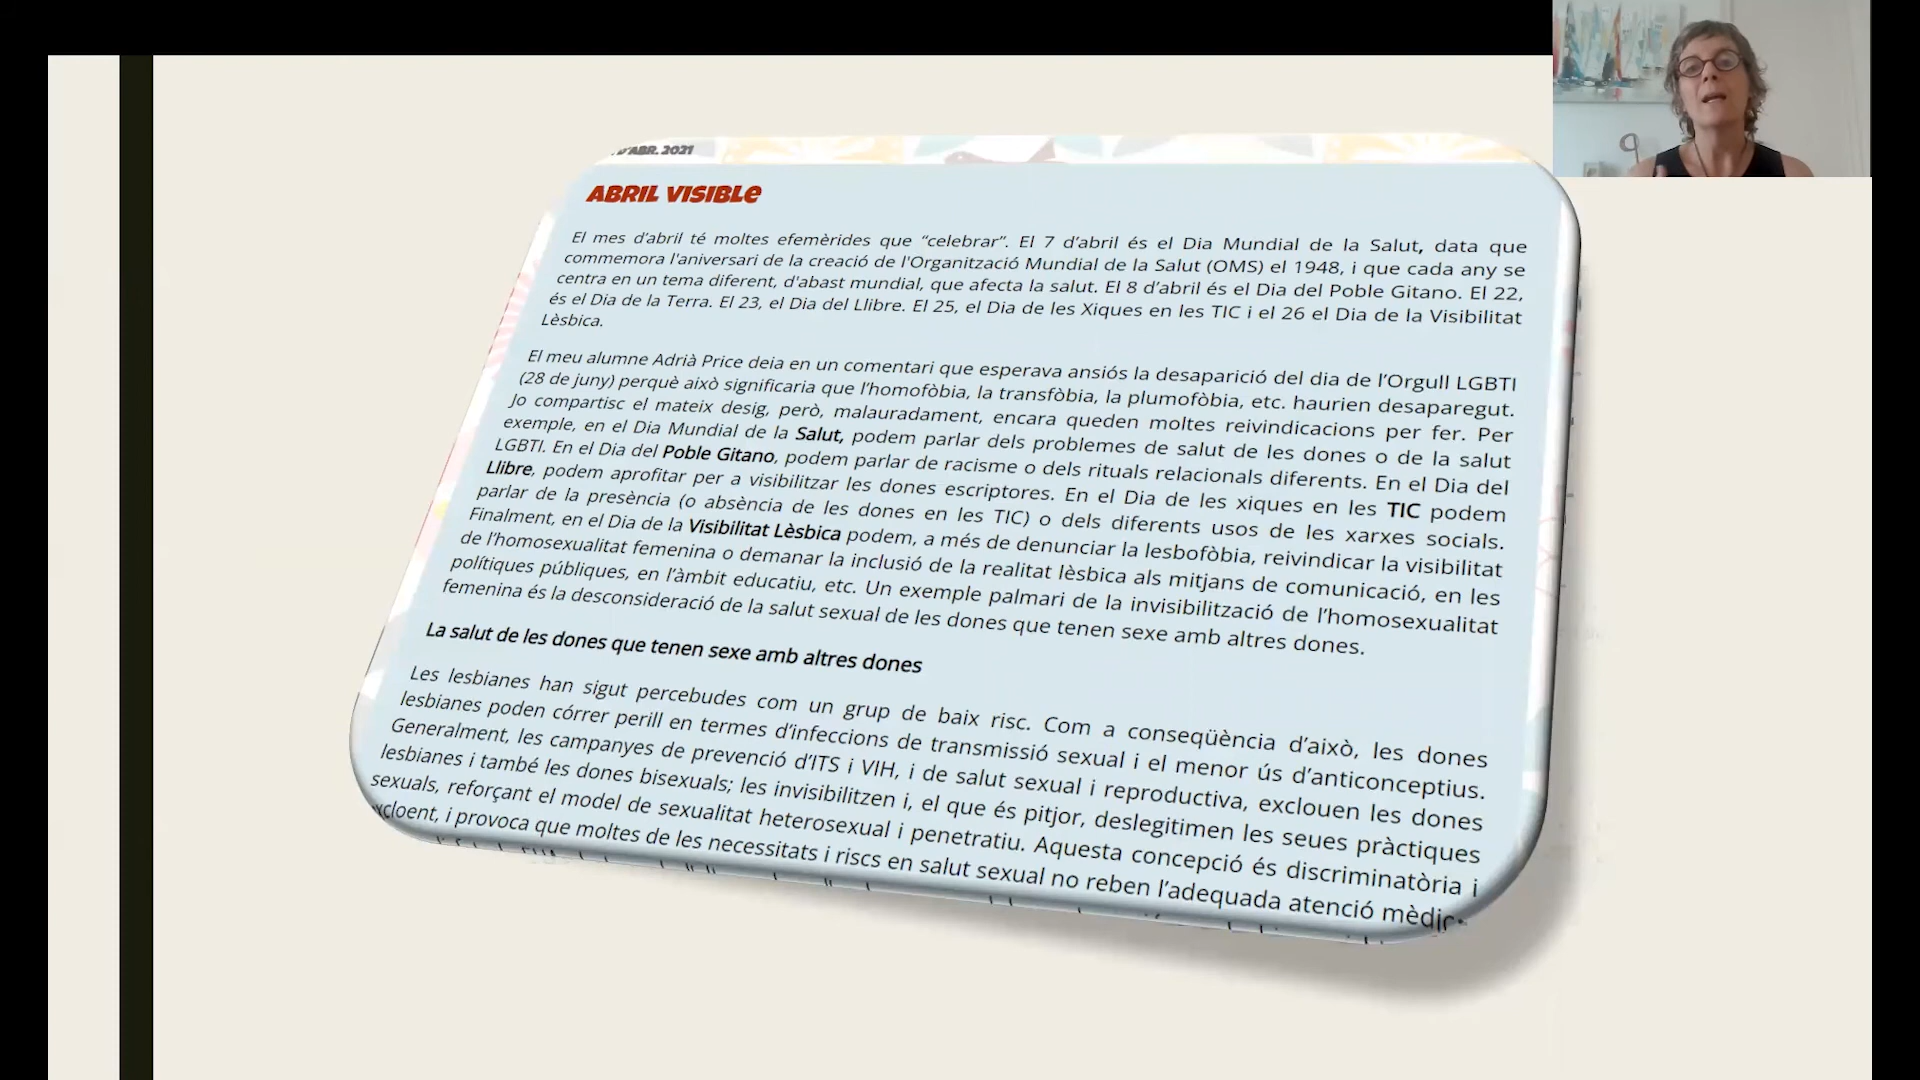 D'ABR. 2021
ABRIL VISIBLE
El mes d'abril té moltes efemèrides que “celebrar”. El 7 d'abril és el Dia Mundial de la Salut, data que
commemora l'aniversari de la creació de l'Organització Mundial de la Salut (OMS) el 1948, i que cada any se
centra en un tema diferent, d'abast mundial, que afecta la salut. El 8 d'abril és el Dia del Poble Gitano. El 22,
és el Dia de la Terra. El 23, el Dia del Llibre. El 25, el Dia de les Xiques en les TIC i el 26 el Dia de la Visibilitat
Lèsbica.
El meu alumne Adrià Price deia en un comentari que esperava ansiós la desaparició del dia de l'Orgull LGBTI
(28 de juny) perquè això significaria que l'homofòbia, la transfòbia, la plumofòbia, etc. haurien desaparegut.
Jo compartisc el mateix desig, però, malauradament, encara queden moltes reivindicacions per fer. Per
exemple, en el Dia Mundial de la Salut, podem parlar dels problemes de salut de les dones o de la salut
LGBTI. En el Dia del Poble Gitano, podem parlar de racisme o dels rituals relacionals diferents. En el Dia del
Llibre, podem aprofitar per a visibilitzar les dones escriptores. En el Dia de les xiques en les TIC podem
parlar de la presència (o absència de les dones en les TIC) o dels diferents usos de les xarxes socials.
Finalment, en el Dia de la Visibilitat Lèsbica podem, a més de denunciar la lesbofòbia, reivindicar la visibilitat
de l'homosexualitat femenina o demanar la inclusió de la realitat lèsbica als mitjans de comunicació, en les
polítiques públiques, en l'àmbit educatiu, etc. Un exemple palmari de la invisibilització de l'homosexualitat
femenina és la desconsideració de la salut sexual de les dones que tenen sexe amb altres dones.
La salut de les dones que tenen sexe amb altres dones
Les lesbianes han sigut percebudes com un grup de baix risc. Com a conseqüència d'això, les dones
lesbianes poden córrer perill en termes d'infeccions de transmissió sexual i el menor ús d'anticonceptius.
Generalment, les campanyes de prevenció d'ITS i VIH, i de salut sexual i reproductiva, exclouen les dones
lesbianes i també les dones bisexuals; les invisibilitzen i, el que és pitjor, deslegitimen les seues pràctiques
sexuals, reforçant el model de sexualitat heterosexual i penetratiu. Aquesta concepció és discriminatòria i
i provoca que moltes de les necessitats i riscs en salut sexual no reben l'adequada atenció